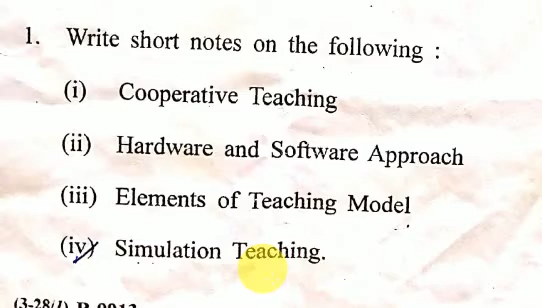 1. Write short notes on the following :
(i) Cooperative Teaching
(ii) Hardware and Software Approach
(iii) Elements of Teaching Model
(iv) Simulation Teaching.